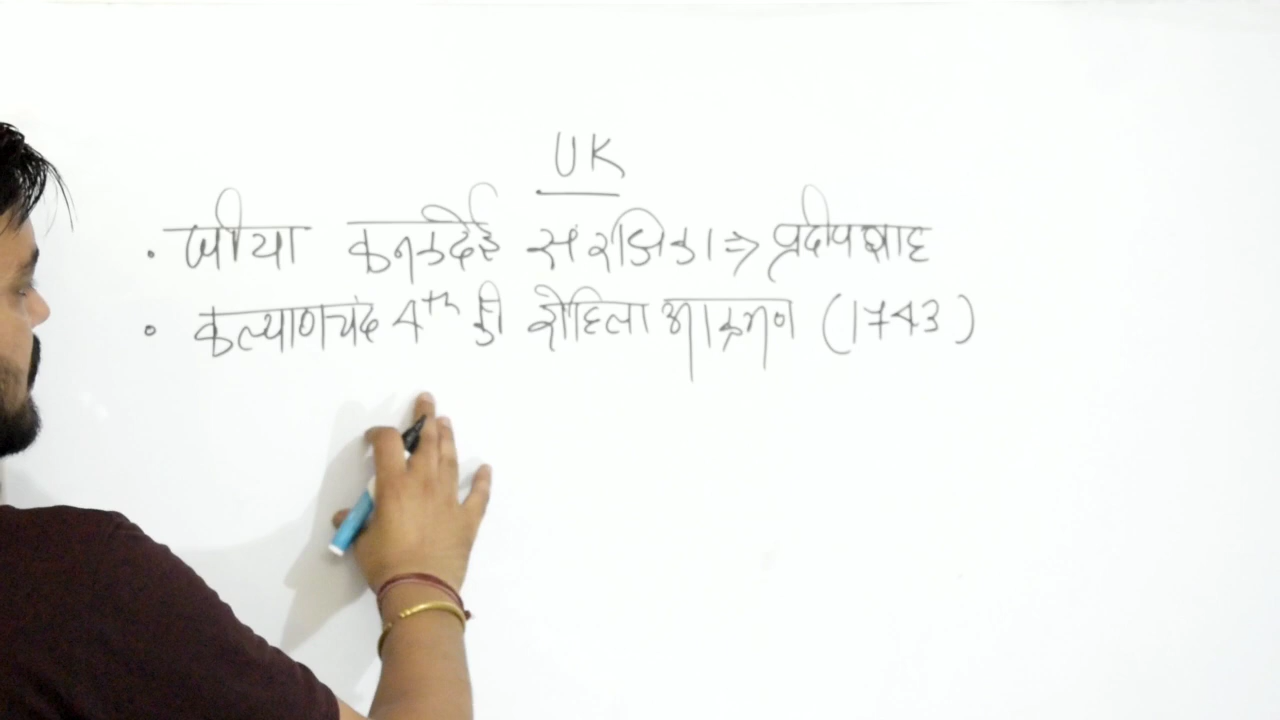 UK
• जीया कनकदेई संरक्षिका ⇒ प्रदीपशाह
• कल्याणचंद 4th की रोहिला आक्रमण (1743)